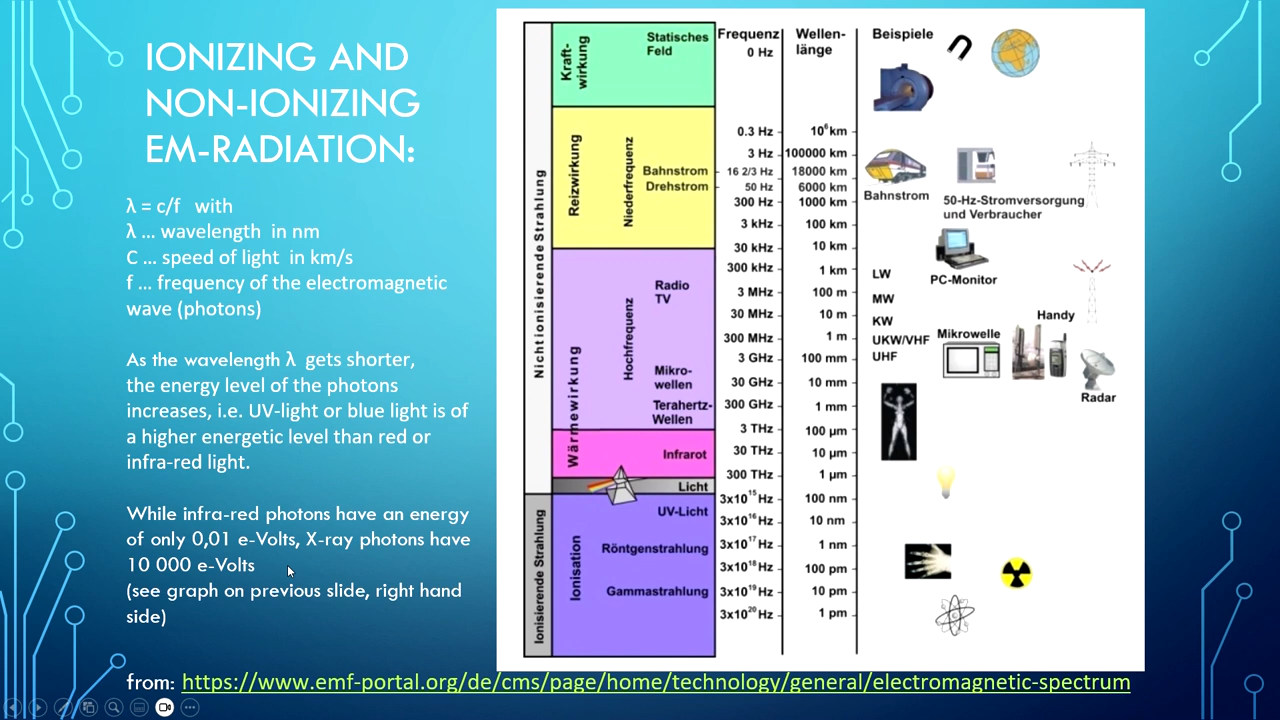 IONIZING AND
NON-IONIZING
EM-RADIATION:
λ = c/f with
λ ... wavelength in nm
C ... speed of light in km/s
f ... frequency of the electromagnetic
wave (photons)
As the wavelength λ gets shorter,
the energy level of the photons
increases, i.e. UV-light or blue light is of
a higher energetic level than red or
infra-red light.
While infra-red photons have an energy
of only 0,01 e-Volts, X-ray photons have
10 000 e-Volts
(see graph on previous slide, right hand
side)
Nichtionisierende Strahlung
Ionisierende Strahlung
Kraft-
wirkung
Reizwirkung
Wärmewirkung
Ionisation
Niederfrequenz
Hochfrequenz
Statisches
Feld
Bahnstrom
Drehstrom
Radio
TV
Mikro-
wellen
Terahertz-
Wellen
Infrarot
Licht
UV-Licht
Röntgenstrahlung
Gammastrahlung
Frequenz
0 Hz
0.3 Hz
3 Hz
16 2/3 Hz
50 Hz
300 Hz
3 kHz
30 kHz
300 kHz
3 MHz
30 MHz
300 MHz
3 GHz
30 GHz
300 GHz
3 THz
30 THz
300 THz
3x10¹⁵ Hz
3x10¹⁶ Hz
3x10¹⁷ Hz
3x10¹⁸ Hz
3x10¹⁹ Hz
3x10²⁰ Hz
Wellen-
länge
10⁶ km
100000 km
18000 km
6000 km
1000 km
100 km
10 km
1 km
100 m
10 m
1 m
100 mm
10 mm
1 mm
100 µm
10 µm
1 µm
100 nm
10 nm
1 nm
100 pm
10 pm
1 pm
Beispiele
Bahnstrom
50-Hz-Stromversorgung
und Verbraucher
PC-Monitor
LW
MW
KW
UKW/VHF
UHF
Mikrowelle
Handy
Radar
from: https://www.emf-portal.org/de/cms/page/home/technology/general/electromagnetic-spectrum